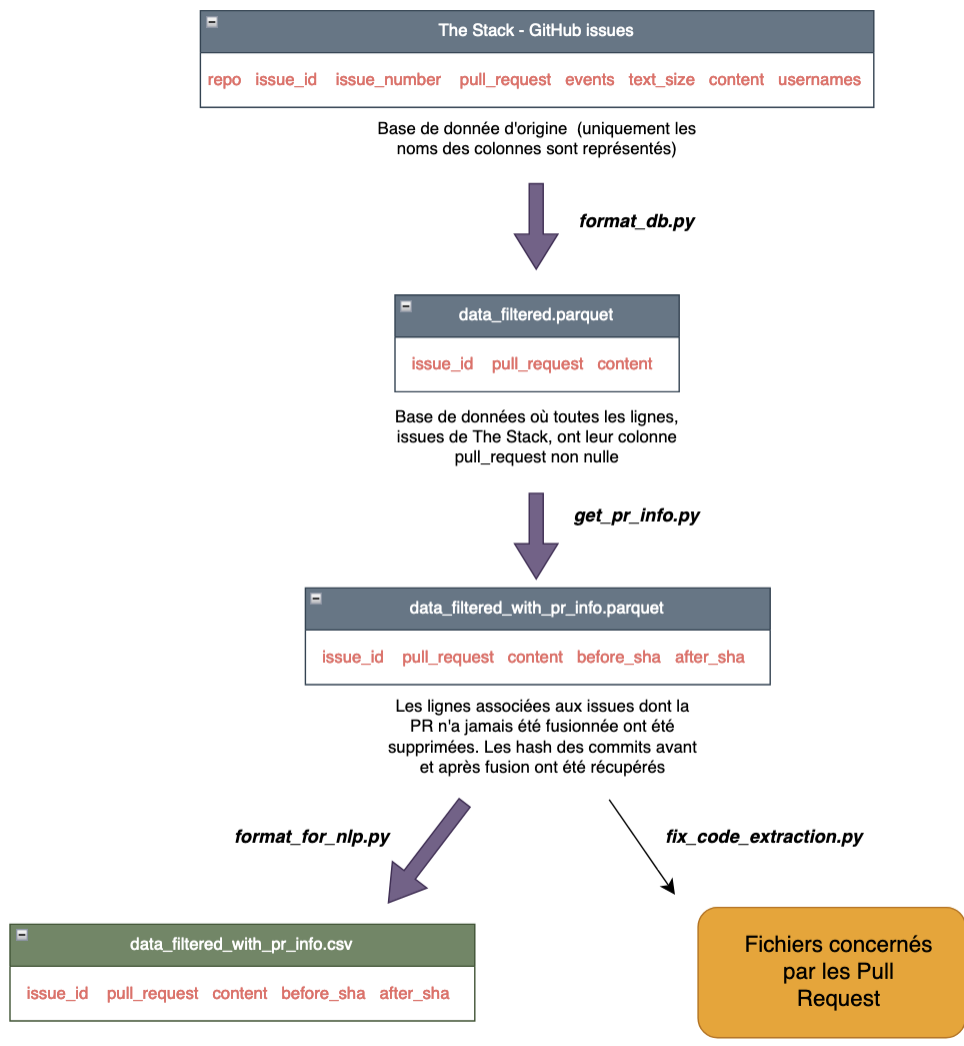 The Stack - GitHub issues
repo issue_id issue_number pull_request events text_size content usernames
Base de donnée d'origine (uniquement les
noms des colonnes sont représentés)
format_db.py
data_filtered.parquet
issue_id pull_request content
Base de données où toutes les lignes,
issues de The Stack, ont leur colonne
pull_request non nulle
get_pr_info.py
data_filtered_with_pr_info.parquet
issue_id pull_request content before_sha after_sha
Les lignes associées aux issues dont la
PR n'a jamais été fusionnée ont été
supprimées. Les hash des commits avant
et après fusion ont été récupérés
format_for_nlp.py
fix_code_extraction.py
data_filtered_with_pr_info.csv
issue_id pull_request content before_sha after_sha
Fichiers concernés
par les Pull
Request